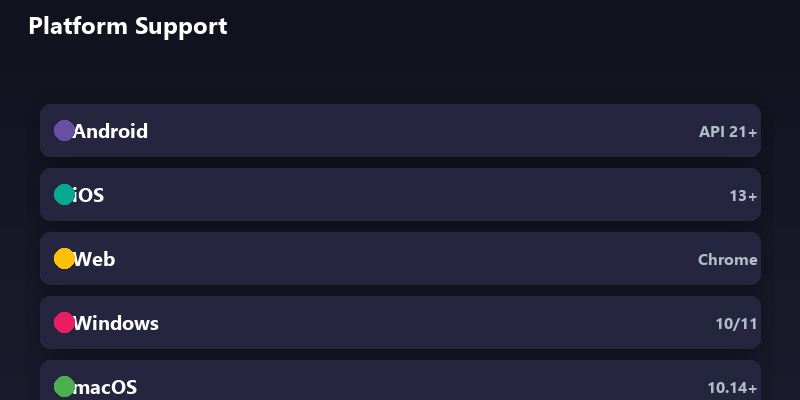 Platform Support
Android API 21+
iOS 13+
Web Chrome
Windows 10/11
macOS 10.14+